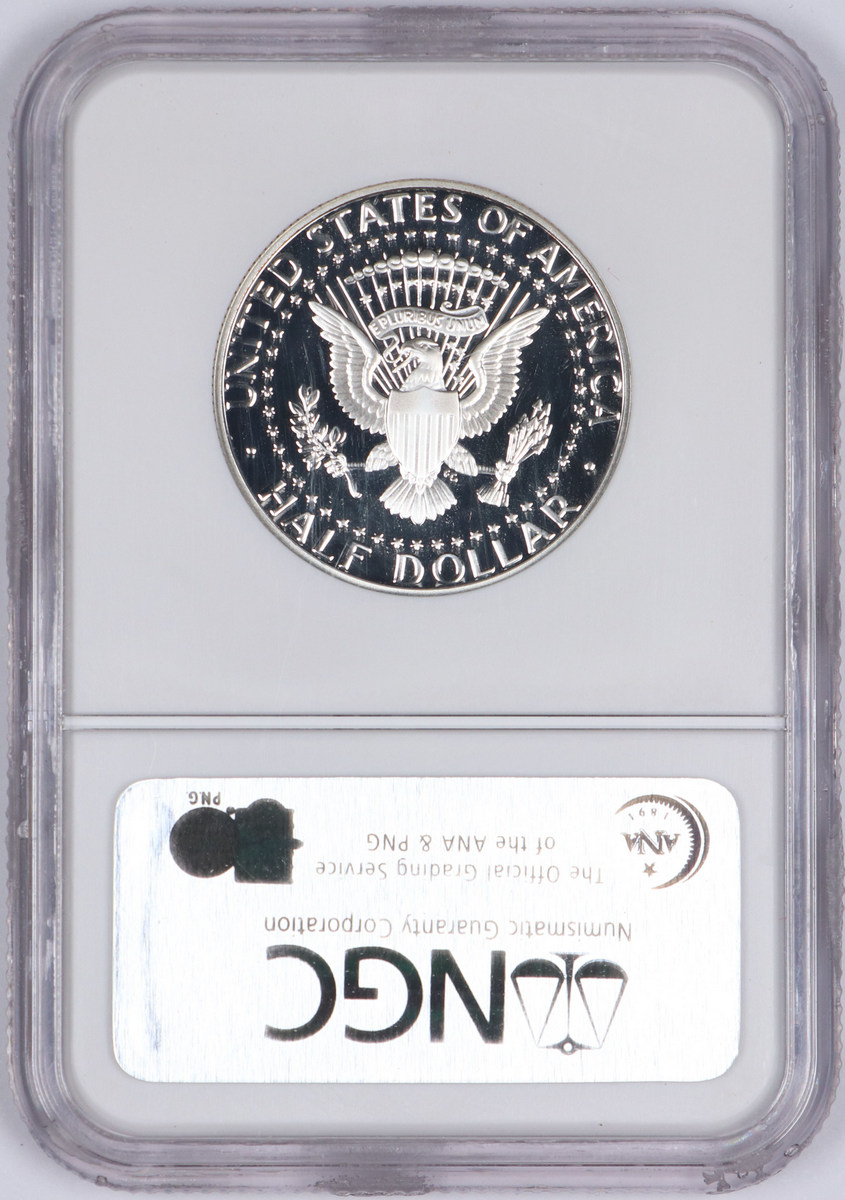 UNITED STATES OF AMERICA
E PLURIBUS UNUM
HALF DOLLAR
NGC
Numismatic Guaranty Corporation
The Official Grading Service
of the ANA & PNG
ANA
1891
PNG